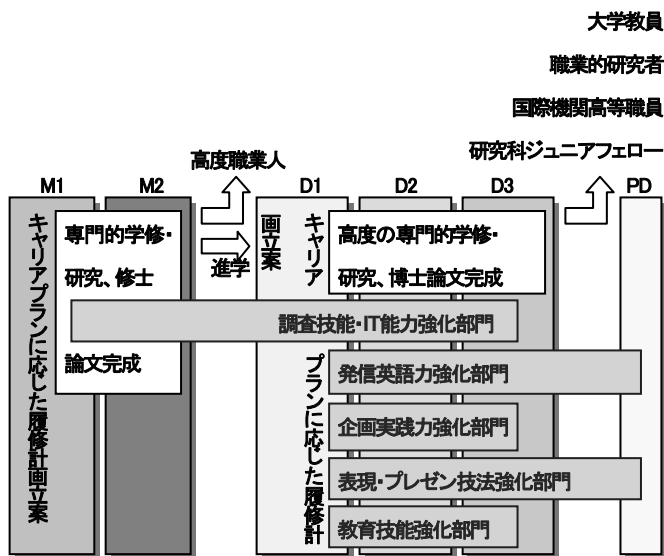 大学教員
職業的研究者
国際機関高等職員
研究科ジュニアフェロー
高度職業人
M1
M2
D1
D2
D3
PD
キャリアプランに応じた履修計画立案
専門的学修・
研究、修士
論文完成
進学
キャリア
プランに応じた履修計
画立案
高度の専門的学修・
研究、博士論文完成
調査技能・IT能力強化部門
発信英語力強化部門
企画実践力強化部門
表現・プレゼン技法強化部門
教育技能強化部門